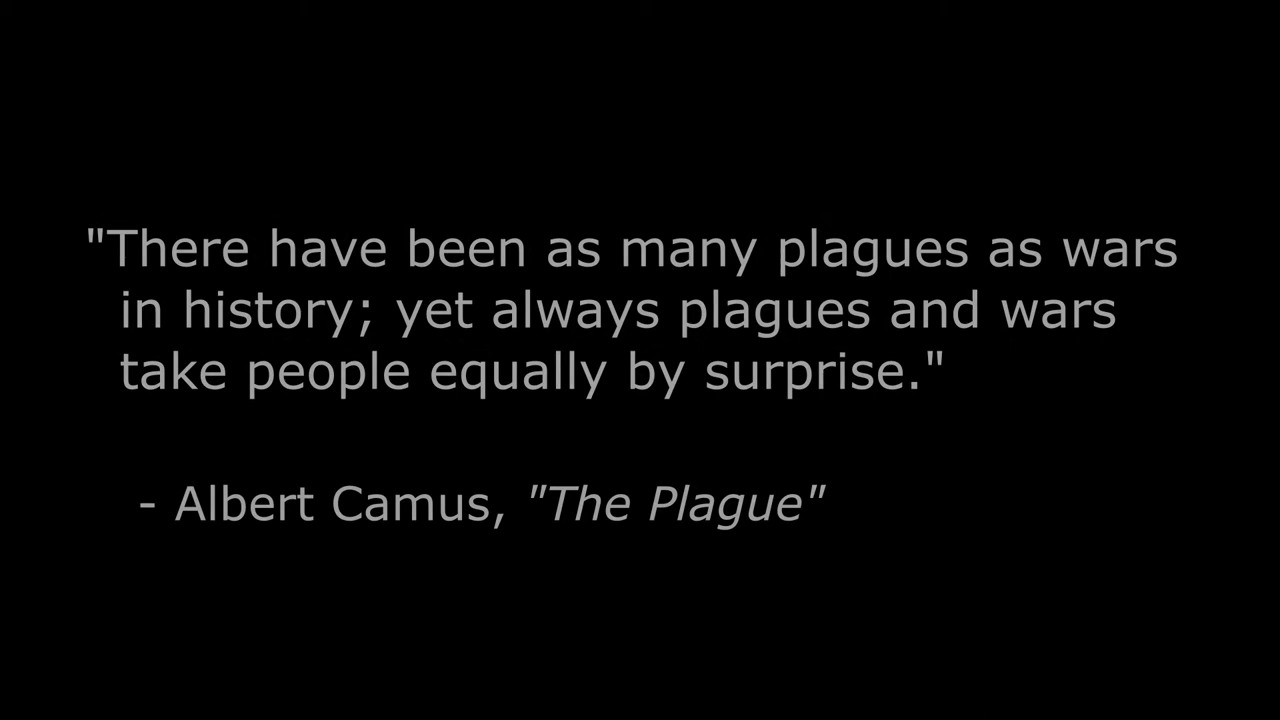 "There have been as many plagues as wars
in history; yet always plagues and wars
take people equally by surprise."
- Albert Camus, "The Plague"